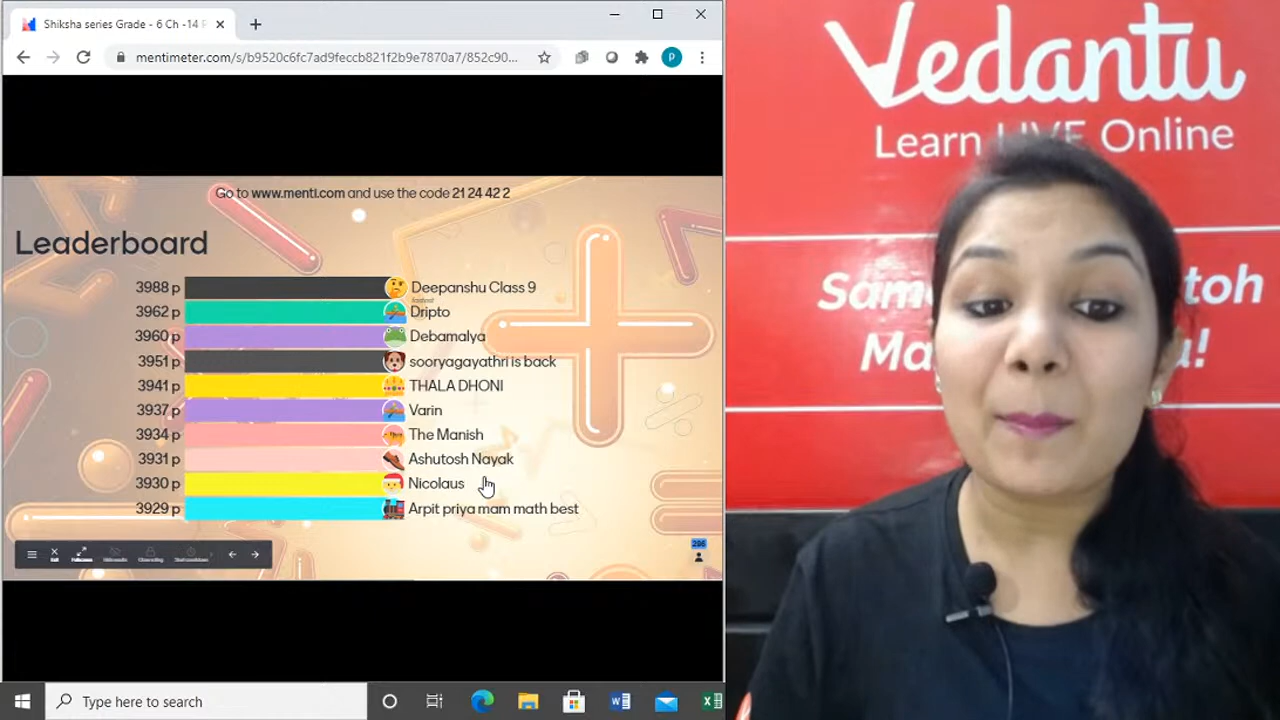 Shiksha series Grade - 6 Ch -14
mentimeter.com/s/b9520c6fc7ad9feccb821f2b9e7870a7/852c90...
P
Go to www.menti.com and use the code 21 24 42 2
Leaderboard
3988 p Deepanshu Class 9
fastest
3962 p Dripto
3960 p Debamalya
3951 p sooryagayathri is back
3941 p THALA DHONI
3937 p Varin
3934 p The Manish
3931 p Ashutosh Nayak
3930 p Nicolaus
3929 p Arpit priya mam math best
Type here to search
Vedantu
Learn LIVE Online
toh